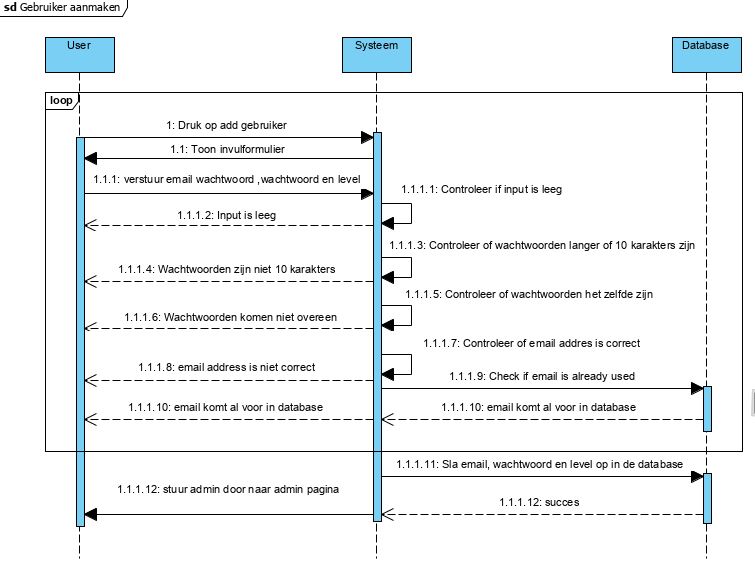 sd Gebruiker aanmaken
User
Systeem
Database
loop
1: Druk op add gebruiker
1.1: Toon invulformulier
1.1.1: verstuur email wachtwoord ,wachtwoord en level
1.1.1.1: Controleer if input is leeg
1.1.1.2: Input is leeg
1.1.1.3: Controleer of wachtwoorden langer of 10 karakters zijn
1.1.1.4: Wachtwoorden zijn niet 10 karakters
1.1.1.5: Controleer of wachtwoorden het zelfde zijn
1.1.1.6: Wachtwoorden komen niet overeen
1.1.1.7: Controleer of email addres is correct
1.1.1.8: email address is niet correct
1.1.1.9: Check if email is already used
1.1.1.10: email komt al voor in database
1.1.1.10: email komt al voor in database
1.1.1.11: Sla email, wachtwoord en level op in de database
1.1.1.12: stuur admin door naar admin pagina
1.1.1.12: succes